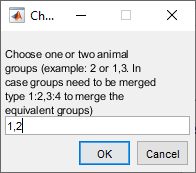 Choose one or two animal
groups (example: 2 or 1,3. In
case groups need to be merged
type 1:2,3:4 to merge the
equivalent groups)
1,2
OK Cancel